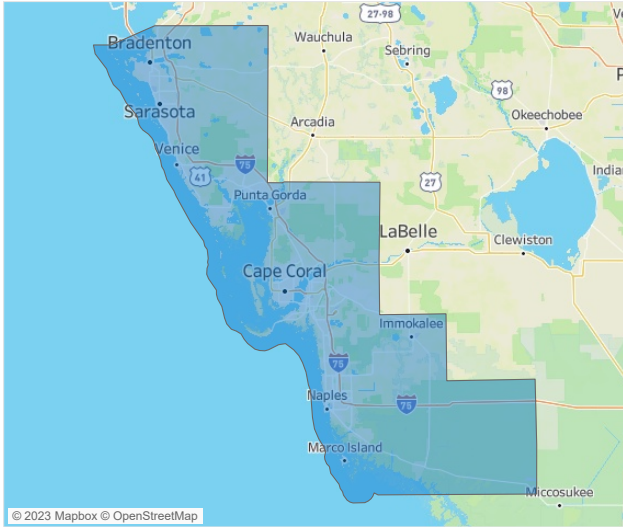 27-98
Wauchula
Bradenton
Sebring
98
Sarasota
Arcadia
Okeechobee
Venice
75
41
27
Indian
Punta Gorda
LaBelle
Clewiston
Cape Coral
Immokalee
75
Naples
75
Marco Island
Miccosukee
© 2023 Mapbox © OpenStreetMap